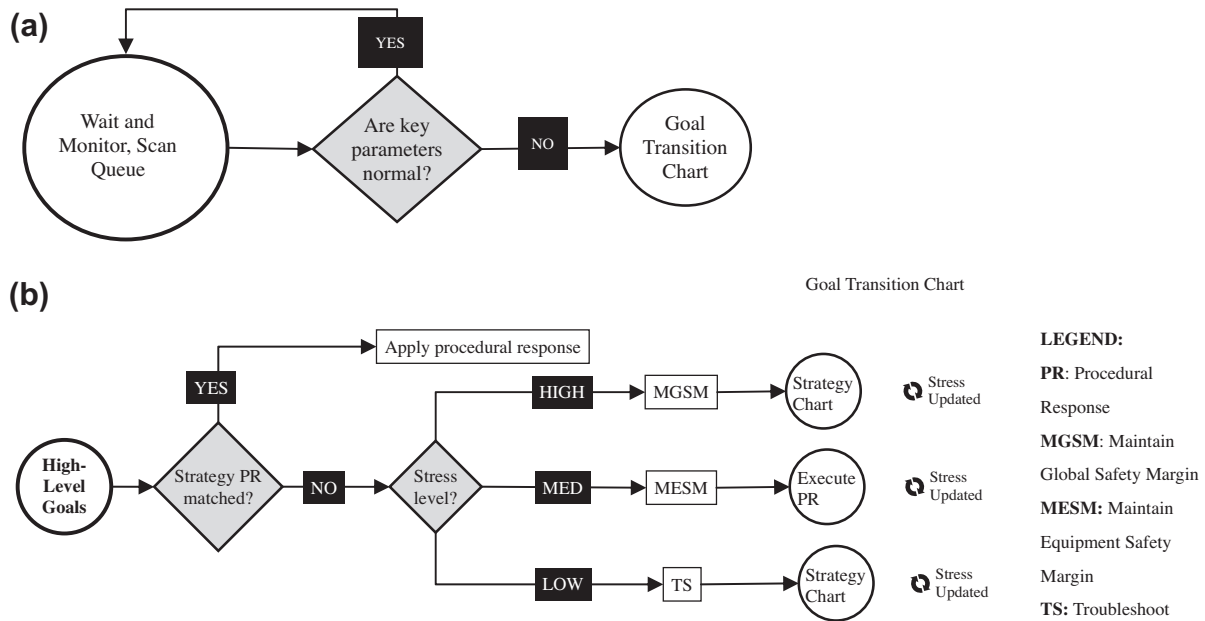 (a)
YES
Wait and
Monitor, Scan
Queue
Are key
parameters
normal?
NO
Goal
Transition
Chart
(b)
Goal Transition Chart
Apply procedural response
YES
HIGH
MGSM
Strategy
Chart
Stress
Updated
High-
Level
Goals
Strategy PR
matched?
NO
Stress
level?
MED
MESM
Execute
PR
Stress
Updated
LOW
TS
Strategy
Chart
Stress
Updated
LEGEND:
PR: Procedural
Response
MGSM: Maintain
Global Safety Margin
MESM: Maintain
Equipment Safety
Margin
TS: Troubleshoot